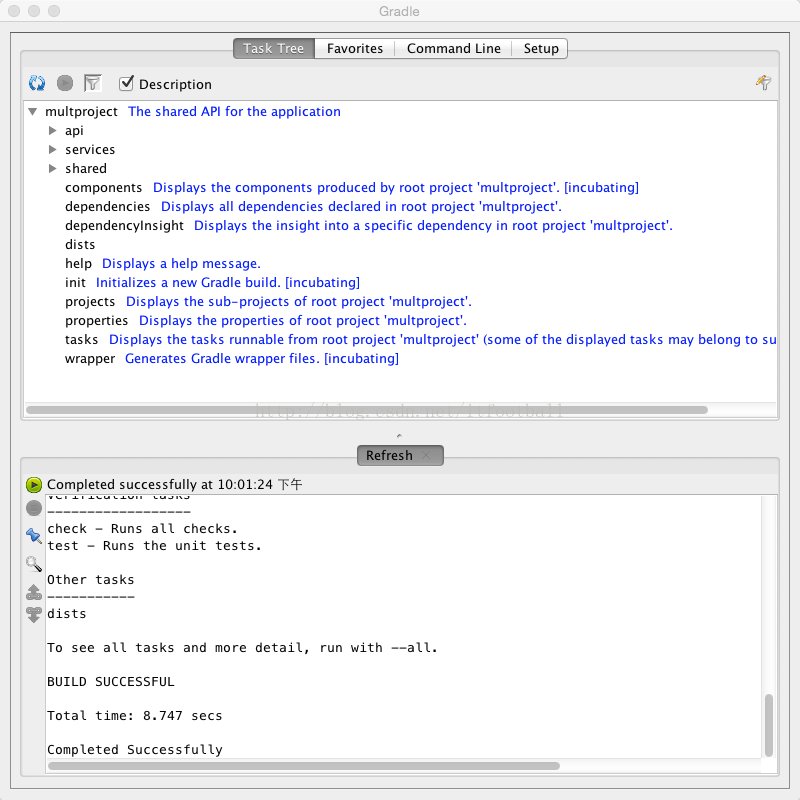 Gradle
Task Tree Favorites Command Line Setup
Description
multproject The shared API for the application
api
services
shared
components Displays the components produced by root project 'multproject'. [incubating]
dependencies Displays all dependencies declared in root project 'multproject'.
dependencyInsight Displays the insight into a specific dependency in root project 'multproject'.
dists
help Displays a help message.
init Initializes a new Gradle build. [incubating]
projects Displays the sub-projects of root project 'multproject'.
properties Displays the properties of root project 'multproject'.
tasks Displays the tasks runnable from root project 'multproject' (some of the displayed tasks may belong to su
wrapper Generates Gradle wrapper files. [incubating]
http://blog.csdn.net/itfootball
Refresh
Completed successfully at 10:01:24 下午
Verification tasks
------------------
check - Runs all checks.
test - Runs the unit tests.
Other tasks
-----------
dists
To see all tasks and more detail, run with --all.
BUILD SUCCESSFUL
Total time: 8.747 secs
Completed Successfully